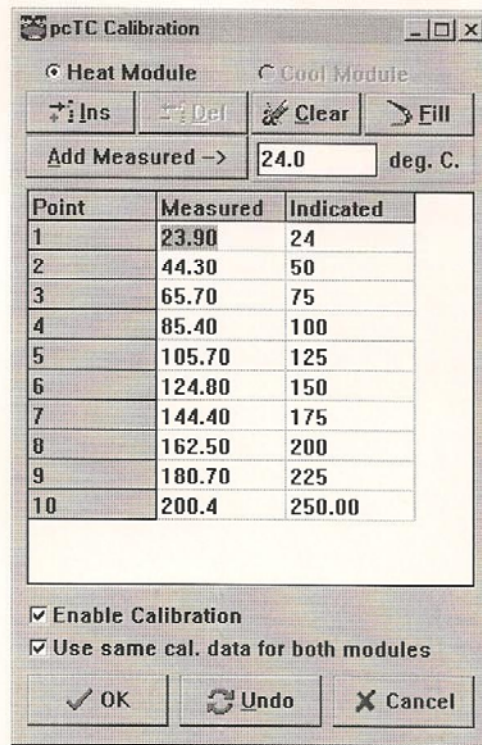 pcTC Calibration
Heat Module Cool Module
Ins Del Clear Fill
Add Measured –> 24.0 deg. C.
Point Measured Indicated
1 23.90 24
2 44.30 50
3 65.70 75
4 85.40 100
5 105.70 125
6 124.80 150
7 144.40 175
8 162.50 200
9 180.70 225
10 200.4 250.00
Enable Calibration
Use same cal. data for both modules
OK Undo Cancel